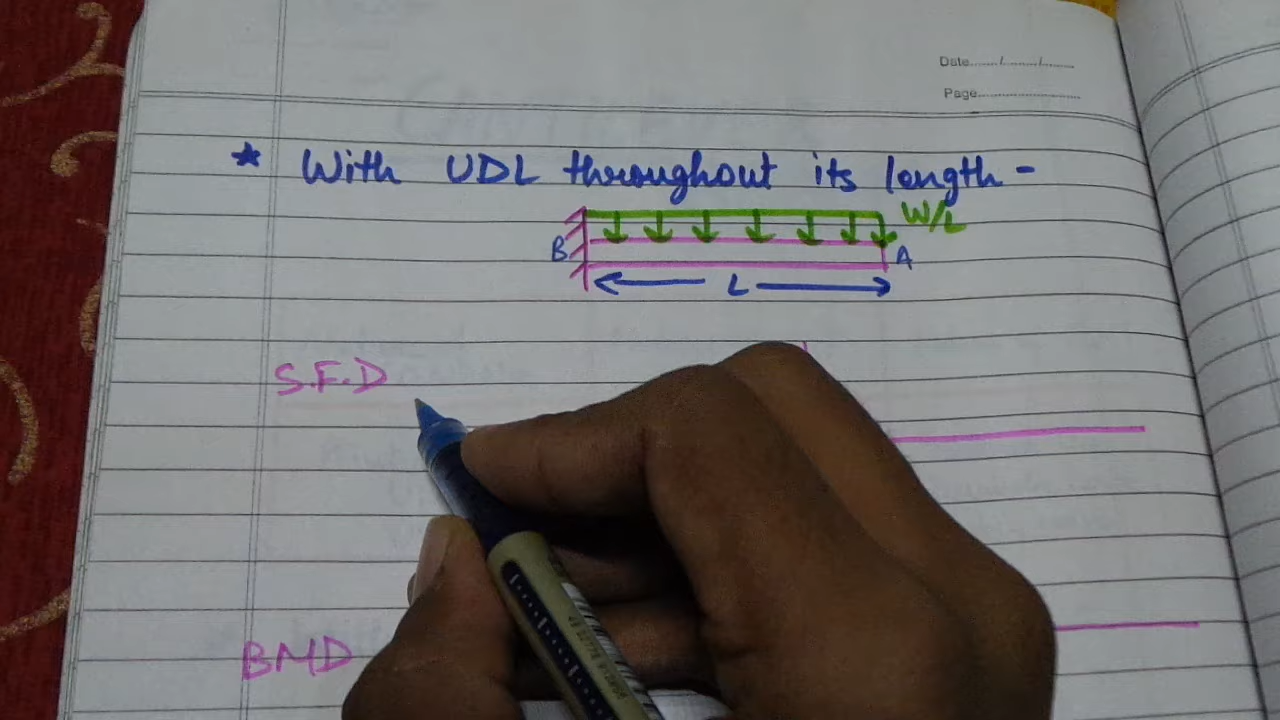 Date......./......./.......
Page..........................
★ With UDL throughout its length -
W/L
B A
L
S.F.D
BMD